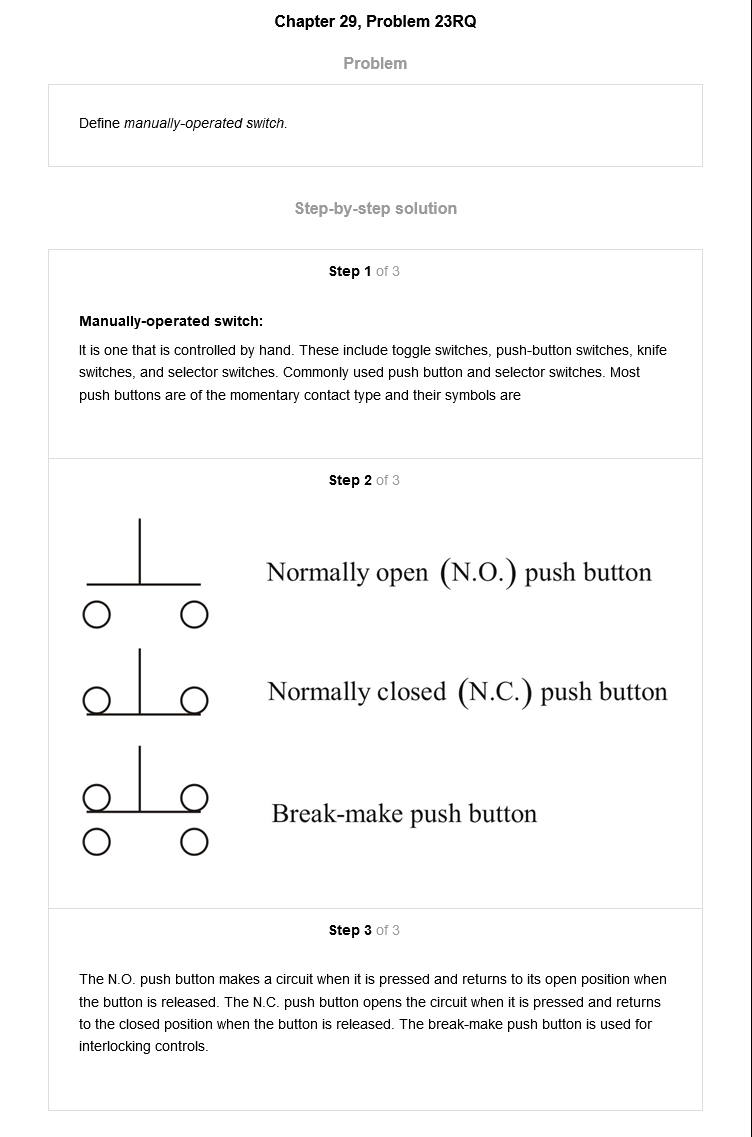 Chapter 29, Problem 23RQ
Problem
Define manually-operated switch.
Step-by-step solution
Step 1 of 3
Manually-operated switch:
It is one that is controlled by hand. These include toggle switches, push-button switches, knife
switches, and selector switches. Commonly used push button and selector switches. Most
push buttons are of the momentary contact type and their symbols are
Step 2 of 3
Normally open (N.O.) push button
Normally closed (N.C.) push button
Break-make push button
Step 3 of 3
The N.O. push button makes a circuit when it is pressed and returns to its open position when
the button is released. The N.C. push button opens the circuit when it is pressed and returns
to the closed position when the button is released. The break-make push button is used for
interlocking controls.